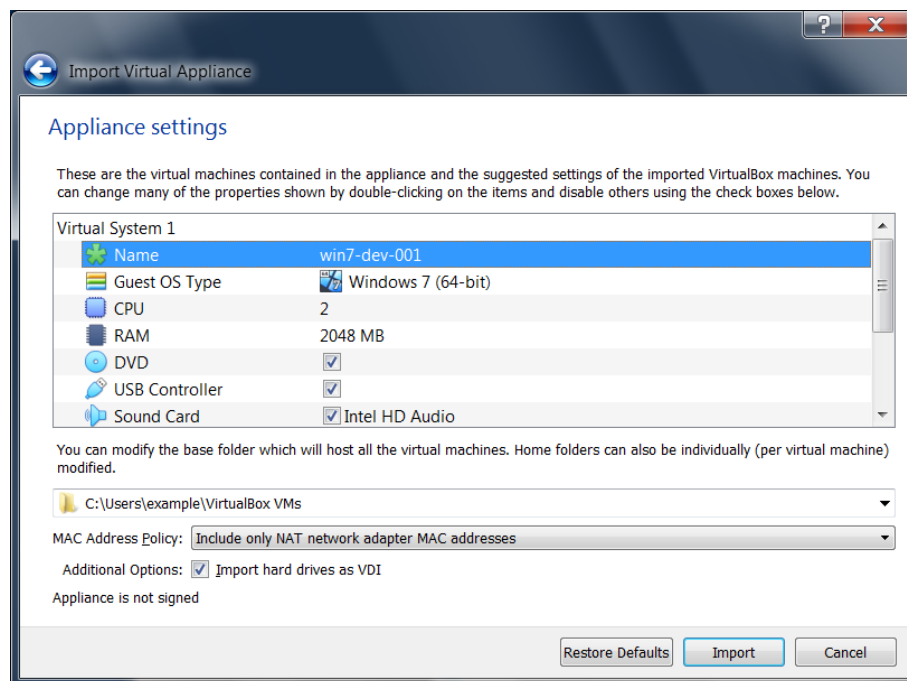 Import Virtual Appliance
Appliance settings
These are the virtual machines contained in the appliance and the suggested settings of the imported VirtualBox machines. You
can change many of the properties shown by double-clicking on the items and disable others using the check boxes below.
Virtual System 1
Name win7-dev-001
Guest OS Type Windows 7 (64-bit)
CPU 2
RAM 2048 MB
DVD
USB Controller
Sound Card Intel HD Audio
You can modify the base folder which will host all the virtual machines. Home folders can also be individually (per virtual machine)
modified.
C:\Users\example\VirtualBox VMs
MAC Address Policy: Include only NAT network adapter MAC addresses
Additional Options: Import hard drives as VDI
Appliance is not signed
Restore Defaults Import Cancel